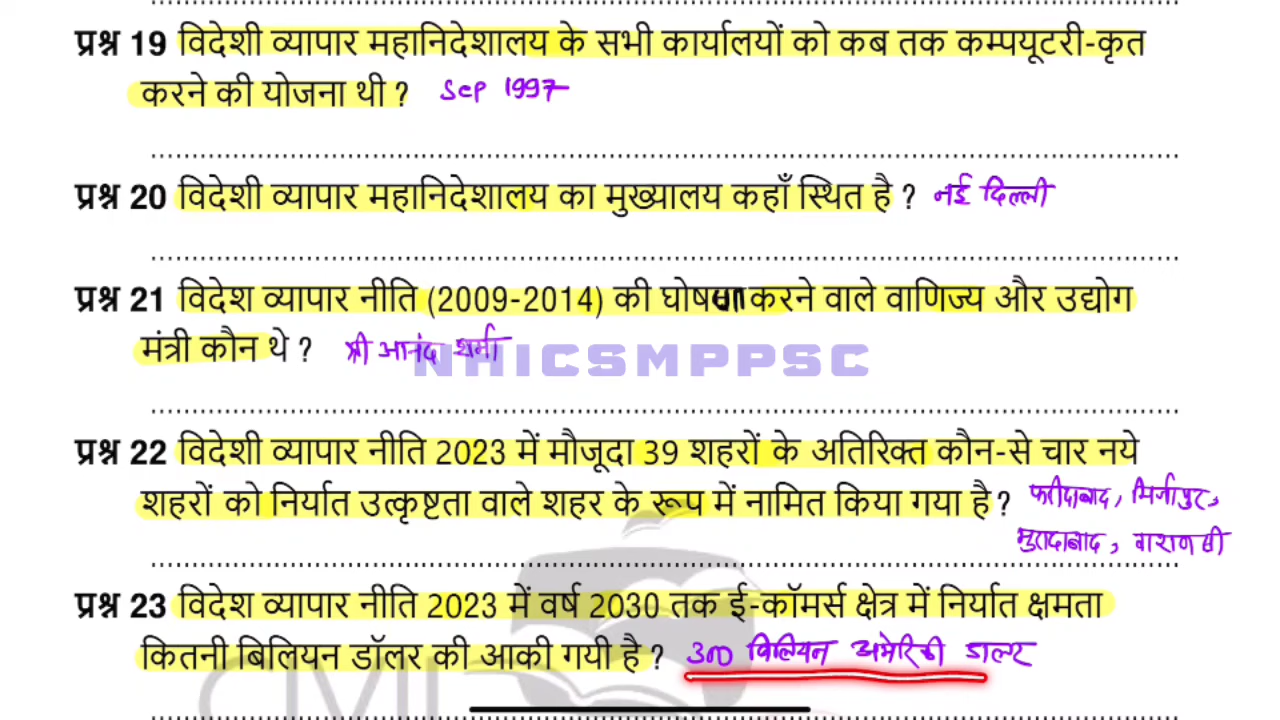 प्रश्न 19 विदेशी व्यापार महानिदेशालय के सभी कार्यालयों को कब तक कम्पयूटरी-कृत
करने की योजना थी ? Sep 1997
प्रश्न 20 विदेशी व्यापार महानिदेशालय का मुख्यालय कहाँ स्थित है ? नई दिल्ली
प्रश्न 21 विदेश व्यापार नीति (2009-2014) की घोषणा करने वाले वाणिज्य और उद्योग
मंत्री कौन थे ? श्री आनंद शर्मा
NHICSMPPSC
प्रश्न 22 विदेशी व्यापार नीति 2023 में मौजूदा 39 शहरों के अतिरिक्त कौन-से चार नये
शहरों को निर्यात उत्कृष्टता वाले शहर के रूप में नामित किया गया है ? फरीदाबाद, मिर्जापुर,
मुरादाबाद, वाराणसी
प्रश्न 23 विदेश व्यापार नीति 2023 में वर्ष 2030 तक ई-कॉमर्स क्षेत्र में निर्यात क्षमता
कितनी बिलियन डॉलर की आकी गयी है ? 300 बिलियन अमेरिकी डालर